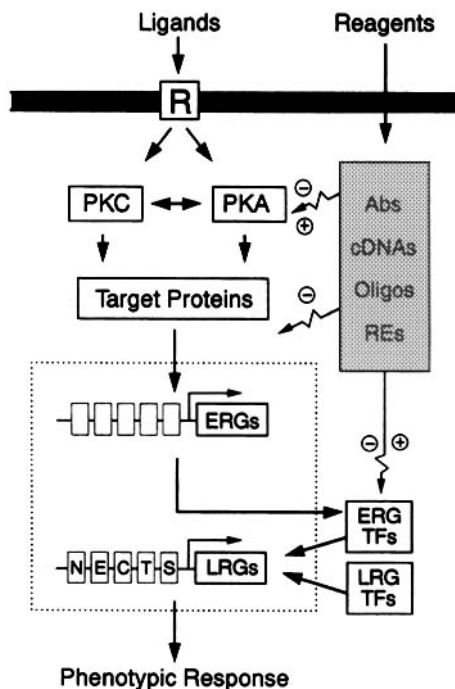 Ligands
Reagents
R
PKC
PKA
Abs
cDNAs
Oligos
REs
Target Proteins
ERGs
ERG
TFs
N E C T S
LRGs
LRG
TFs
Phenotypic Response